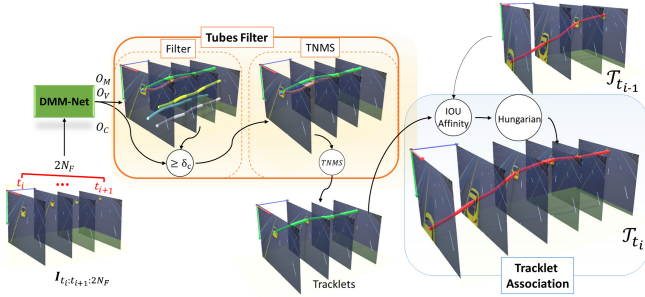 Tubes Filter
Filter
TNMS
O_M
O_V
O_C
DMM-Net
≥ δ_c
TNMS
2N_F
t_i
...
t_{i+1}
I_{t_i:t_{i+1}:2N_F}
Tracklets
𝒯_{t_{i-1}}
IOU
Affinity
Hungarian
𝒯_{t_i}
Tracklet
Association